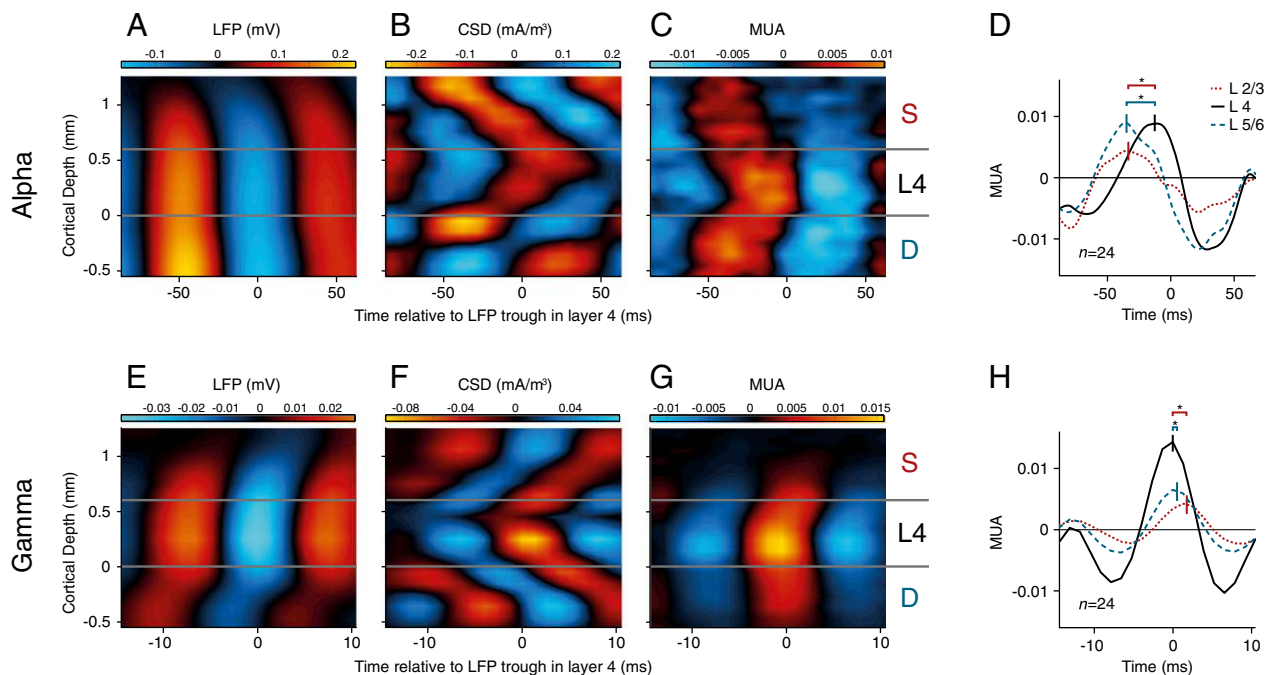 A
LFP (mV)
-0.1 0 0.1 0.2
B
CSD (mA/m³)
-0.2 -0.1 0 0.1 0.2
C
MUA
-0.01 -0.005 0 0.005 0.01
D
Alpha
Cortical Depth (mm)
1
0.5
0
-0.5
-50 0 50
-50 0 50
-50 0 50
Time relative to LFP trough in layer 4 (ms)
S
L4
D
* 
*
L 2/3
L 4
L 5/6
MUA
0.01
0
-0.01
n=24
-50 0 50
Time (ms)
E
LFP (mV)
-0.03 -0.02 -0.01 0 0.01 0.02
F
CSD (mA/m³)
-0.08 -0.04 0 0.04
G
MUA
-0.01 -0.005 0 0.005 0.01 0.015
H
Gamma
Cortical Depth (mm)
1
0.5
0
-0.5
-10 0 10
-10 0 10
-10 0 10
Time relative to LFP trough in layer 4 (ms)
S
L4
D
*
*
MUA
0.01
0
-0.01
n=24
-10 0 10
Time (ms)